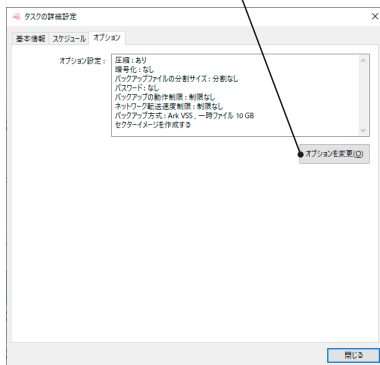 タスクの詳細設定
基本情報 スケジュール オプション
オプション設定：
圧縮：あり
暗号化：なし
バックアップファイルの分割サイズ：分割なし
パスワード：なし
バックアップの動作制限：制限なし
ネットワーク転送速度制限：制限なし
バックアップ方式：Ark VSS , 一時ファイル 10 GB
セクターイメージを作成する
オプションを変更(O)
閉じる